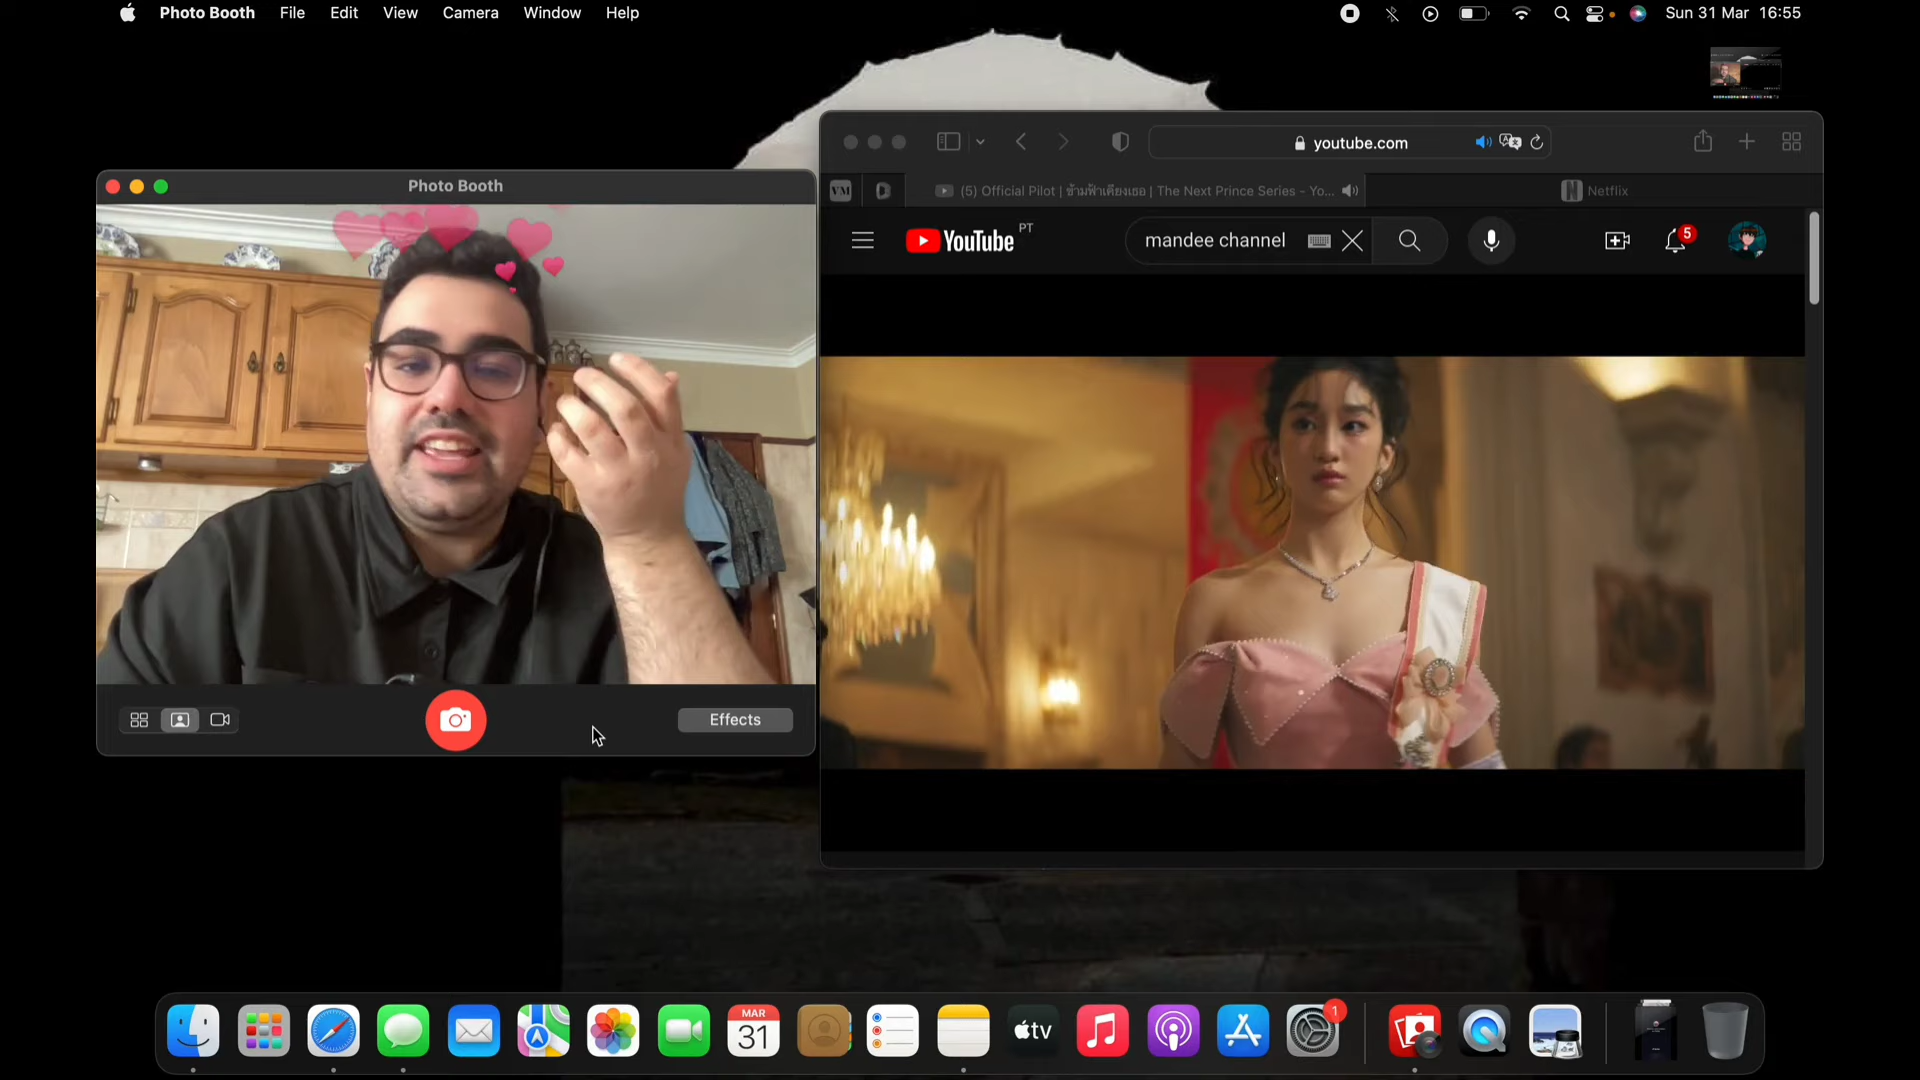 Photo Booth File Edit View Camera Window Help
Sun 31 Mar 16:55
youtube.com
VM
D
(5) Official Pilot | ข้ามฟ้าเคียงเธอ | The Next Prince Series - Yo...
N Netflix
YouTube PT
mandee channel
5
Photo Booth
Effects
MAR
31
tv
1